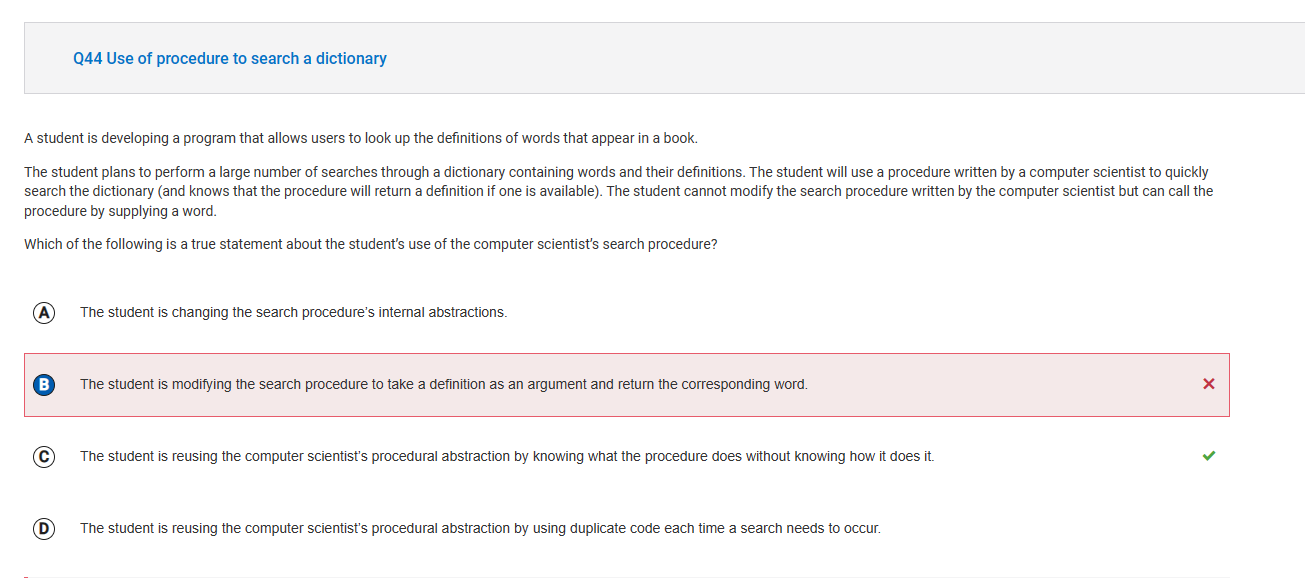 Q44 Use of procedure to search a dictionary
A student is developing a program that allows users to look up the definitions of words that appear in a book.
The student plans to perform a large number of searches through a dictionary containing words and their definitions. The student will use a procedure written by a computer scientist to quickly
search the dictionary (and knows that the procedure will return a definition if one is available). The student cannot modify the search procedure written by the computer scientist but can call the
procedure by supplying a word.
Which of the following is a true statement about the student's use of the computer scientist's search procedure?
A The student is changing the search procedure's internal abstractions.
B The student is modifying the search procedure to take a definition as an argument and return the corresponding word.
C The student is reusing the computer scientist's procedural abstraction by knowing what the procedure does without knowing how it does it.
D The student is reusing the computer scientist's procedural abstraction by using duplicate code each time a search needs to occur.